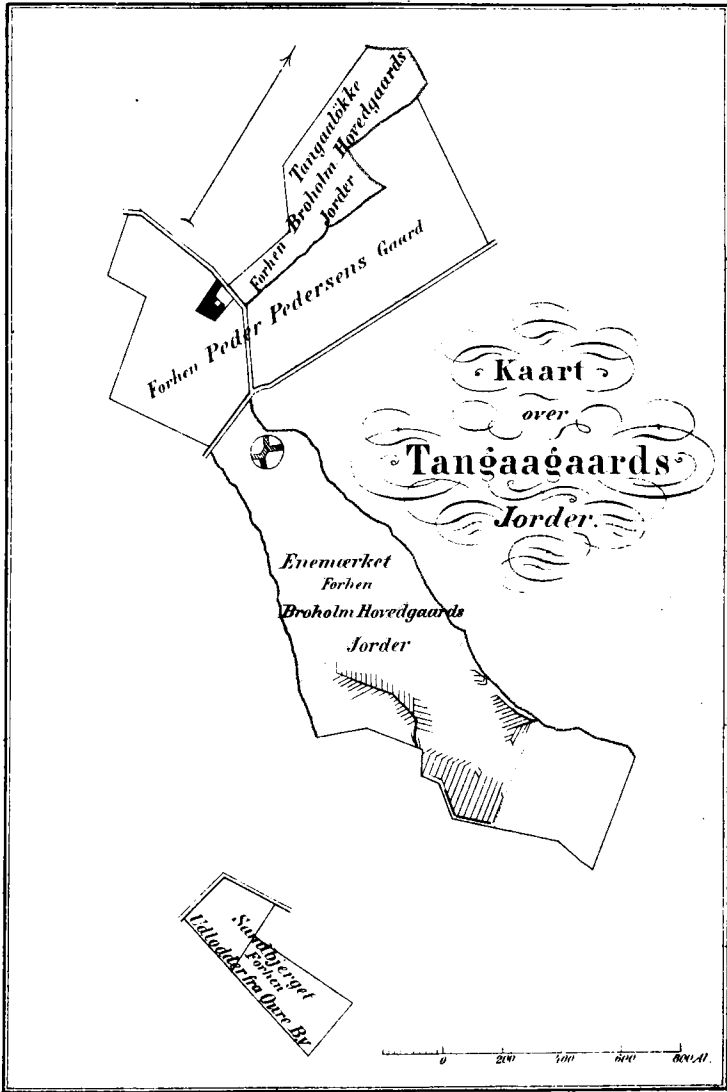 Tangaalökke
Forhen Broholm Hovedgaards
Jorder
Forhen Peder Pedersens Gaard
Kaart
over
Tangaagaards
Jorder.
Enemærket
Forhen
Broholm Hovedgaards
Jorder
Sandbjerget
Forhen
Udlodder fra Oure By
0 200 400 600 800 Al.